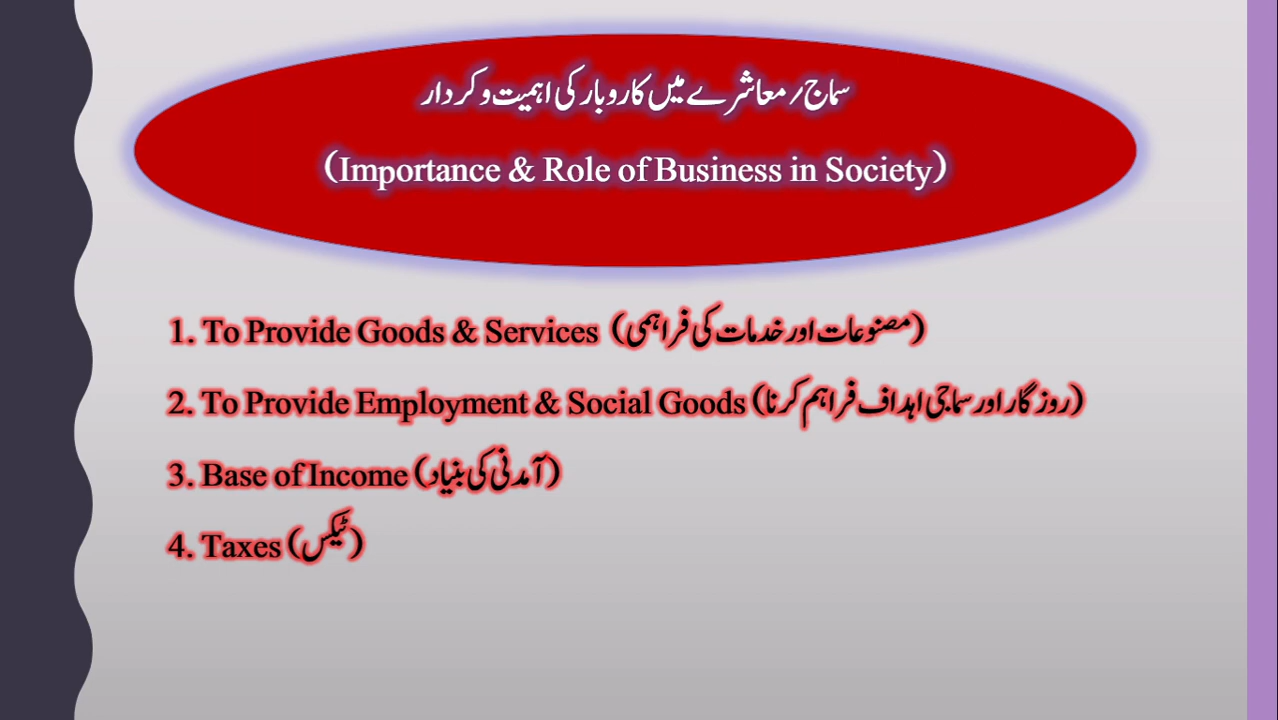 سماج / معاشرے میں کاروبار کی اہمیت و کردار
(Importance & Role of Business in Society)
1. To Provide Goods & Services (مصنوعات اور خدمات کی فراہمی)
2. To Provide Employment & Social Goods (روزگار اور سماجی اہداف فراہم کرنا)
3. Base of Income (آمدنی کی بنیاد)
4. Taxes (ٹیکس)